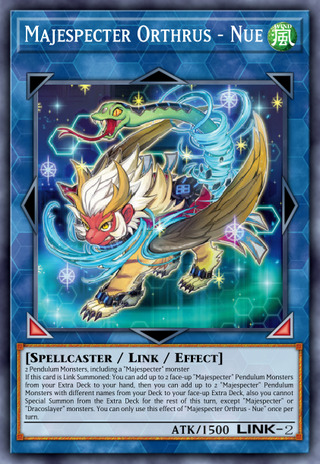 Majespecter Orthrus - Nue
WIND
風
[Spellcaster / Link / Effect]
2 Pendulum Monsters, including a "Majespecter" monster
If this card is Link Summoned: You can add up to 2 face-up "Majespecter" Pendulum Monsters
from your Extra Deck to your hand, then you can add up to 2 "Majespecter" Pendulum
Monsters with different names from your Deck to your face-up Extra Deck, also you cannot
Special Summon from the Extra Deck for the rest of this turn, except "Majespecter" or
"Dracoslayer" monsters. You can only use this effect of "Majespecter Orthrus - Nue" once per
turn.
ATK/1500 LINK-2